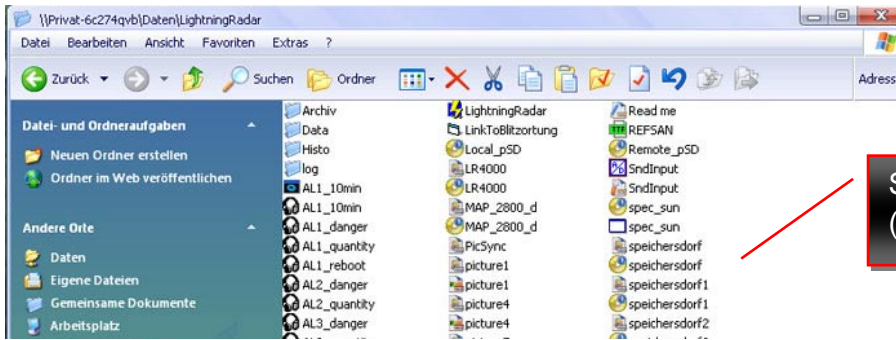 \\Privat-6c274qvb\Daten\LightningRadar
Datei Bearbeiten Ansicht Favoriten Extras ?
Zurück Suchen Ordner Adress
Datei- und Ordneraufgaben
Neuen Ordner erstellen
Ordner im Web veröffentlichen
Andere Orte
Daten
Eigene Dateien
Gemeinsame Dokumente
Arbeitsplatz
Archiv
Data
Histo
log
AL1_10min
AL1_10min
AL1_danger
AL1_quantity
AL1_reboot
AL2_danger
AL2_quantity
AL3_danger
LightningRadar
LinkToBlitzortung
Local_pSD
LR4000
LR4000
MAP_2800_d
MAP_2800_d
PicSync
picture1
picture1
picture4
picture4
Read me
REFSAN
Remote_pSD
SndInput
SndInput
spec_sun
spec_sun
speichersdorf
speichersdorf
speichersdorf1
speichersdorf1
speichersdorf2
S
(